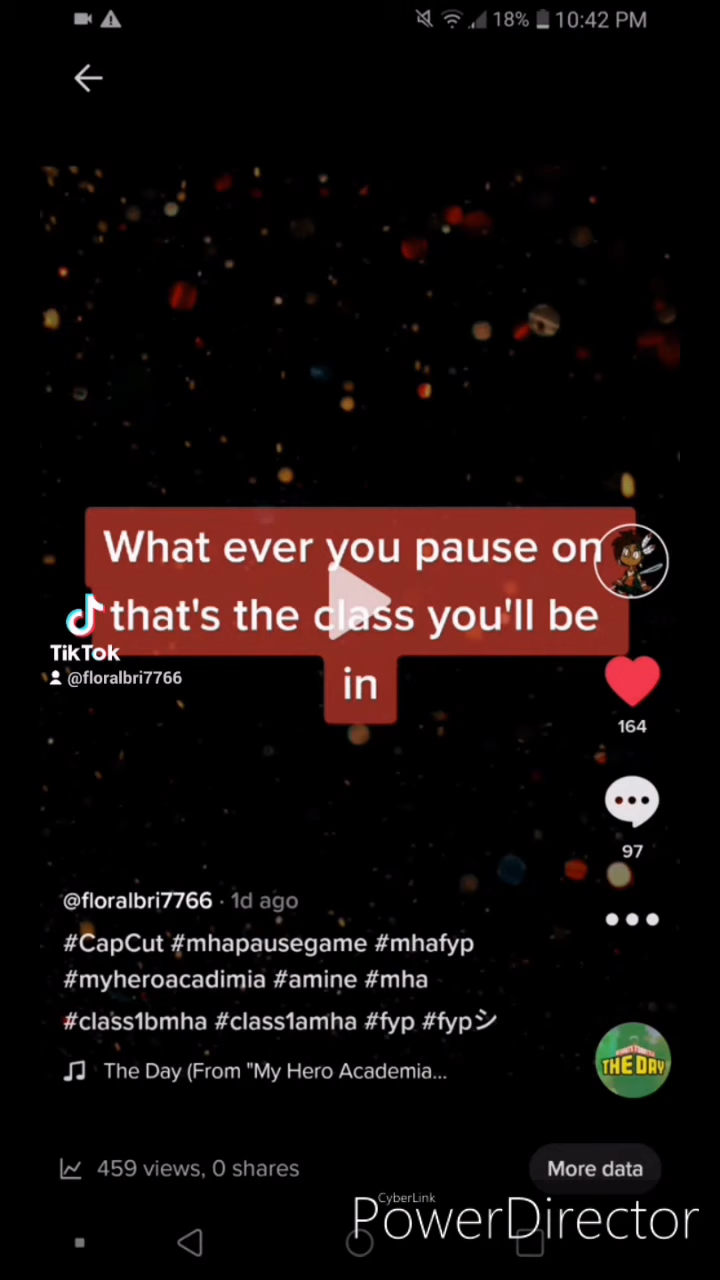 18% 10:42 PM
What ever you pause on
that's the class you'll be
in
TikTok
@floralbri7766
164
97
@floralbri7766 · 1d ago
#CapCut #mhapausegame #mhafyp
#myheroacadimia #amine #mha
#class1bmha #class1amha #fyp #fypシ
The Day (From "My Hero Academia...
THE DAY
459 views, 0 shares
More data
CyberLink
PowerDirector